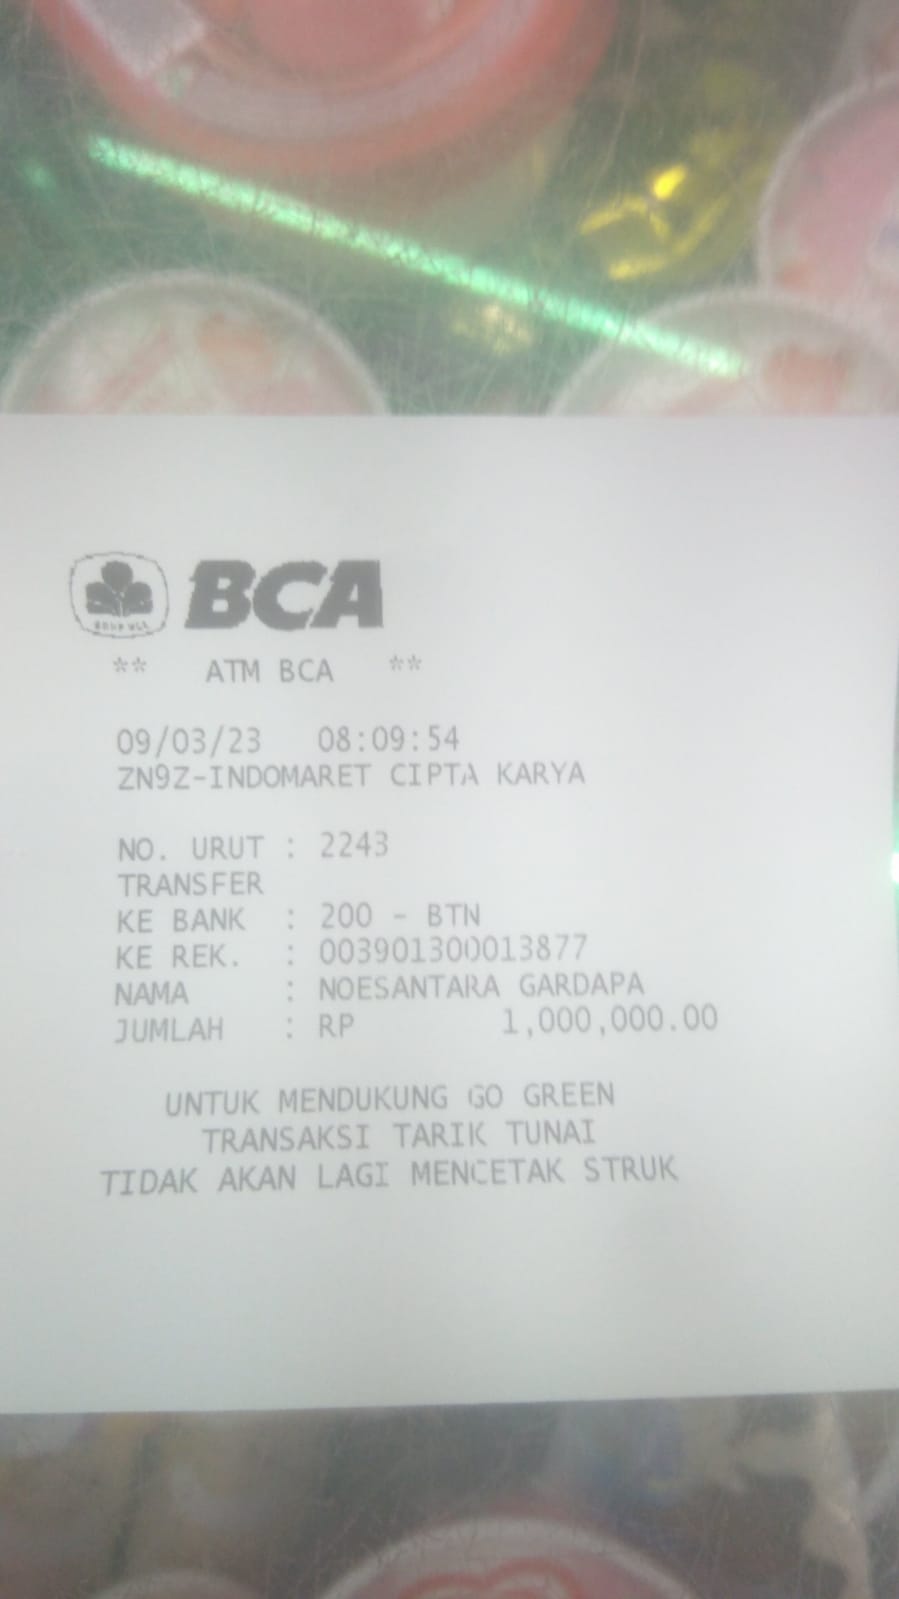 BCA
** ATM BCA **
09/03/23 08:09:54
ZN9Z-INDOMARET CIPTA KARYA
NO. URUT : 2243
TRANSFER
KE BANK : 200 - BTN
KE REK. : 003901300013877
NAMA : NOESANTARA GARDAPA
JUMLAH : RP 1,000,000.00
UNTUK MENDUKUNG GO GREEN
TRANSAKSI TARIK TUNAI
TIDAK AKAN LAGI MENCETAK STRUK